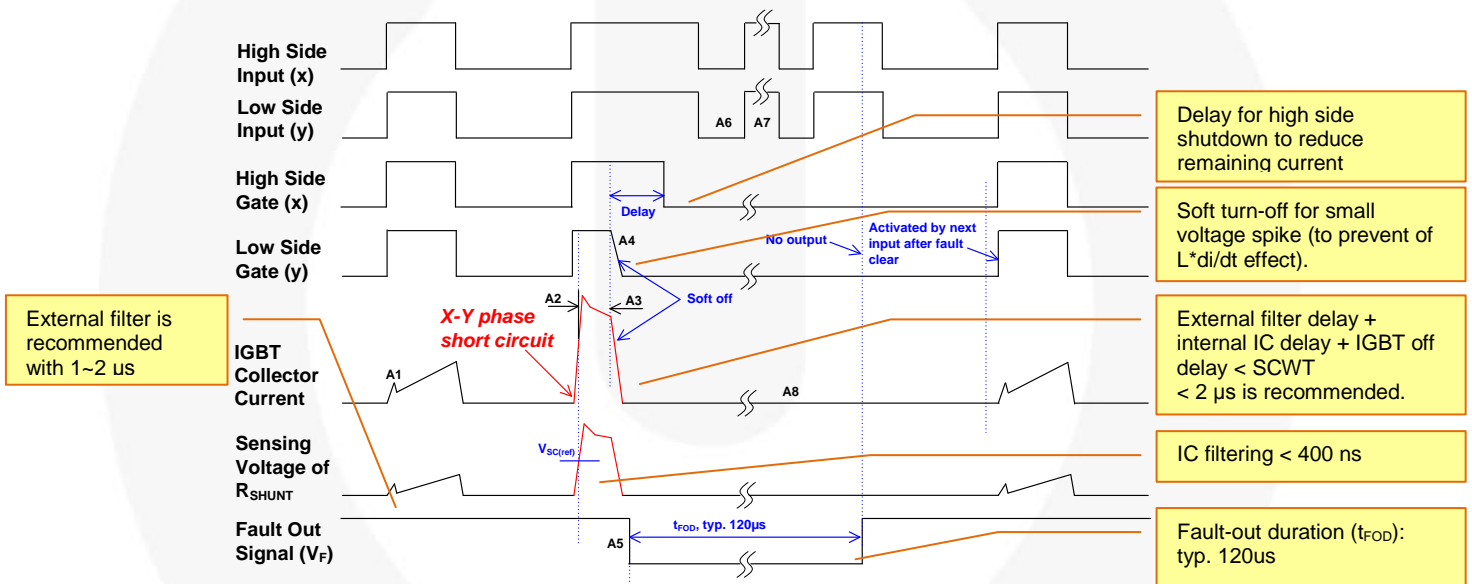 High Side
Input (x)
Low Side
Input (y)
A6
A7
Delay for high side
shutdown to reduce
remaining current
High Side
Gate (x)
Delay
Soft turn-off for small
voltage spike (to prevent of
L*di/dt effect).
Low Side
Gate (y)
A4
No output
Activated by next
input after fault
clear
A2
A3
Soft off
External filter is
recommended
with 1~2 us
X-Y phase
short circuit
IGBT
Collector
Current
A1
A8
External filter delay +
internal IC delay + IGBT off
delay < SCWT
< 2 µs is recommended.
Sensing
Voltage of
RSHUNT
VSC(ref)
IC filtering < 400 ns
Fault Out
Signal (VF)
A5
tFOD, typ. 120µs
Fault-out duration (tFOD):
typ. 120us